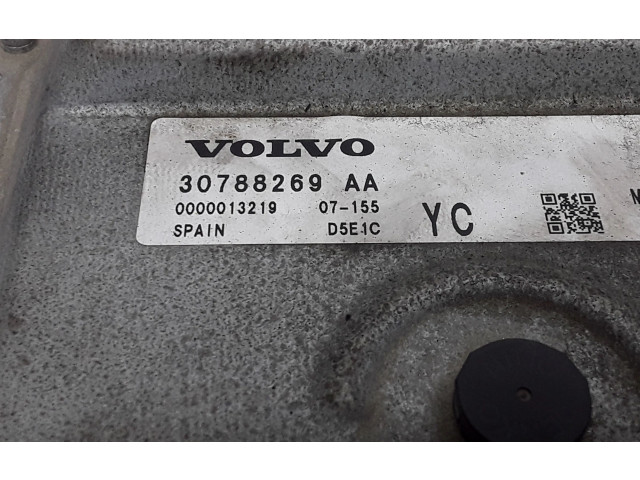 VOLVO
30788269 AA
0000013219 07-155
SPAIN D5E1C YC